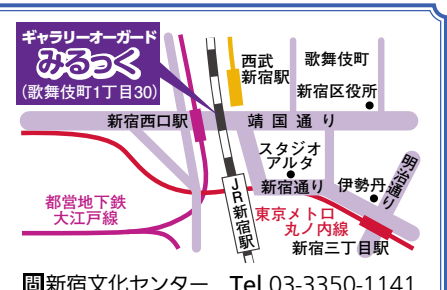 ギャラリーオーガード
みるっく
(歌舞伎町1丁目30)
西武
新宿駅
歌舞伎町
新宿区役所
新宿西口駅
靖国通り
スタジオ
アルタ
新宿通り
伊勢丹
明治通り
JR新宿駅
都営地下鉄
大江戸線
東京メトロ
丸ノ内線
新宿三丁目駅
問新宿文化センター Tel 03-3350-1141